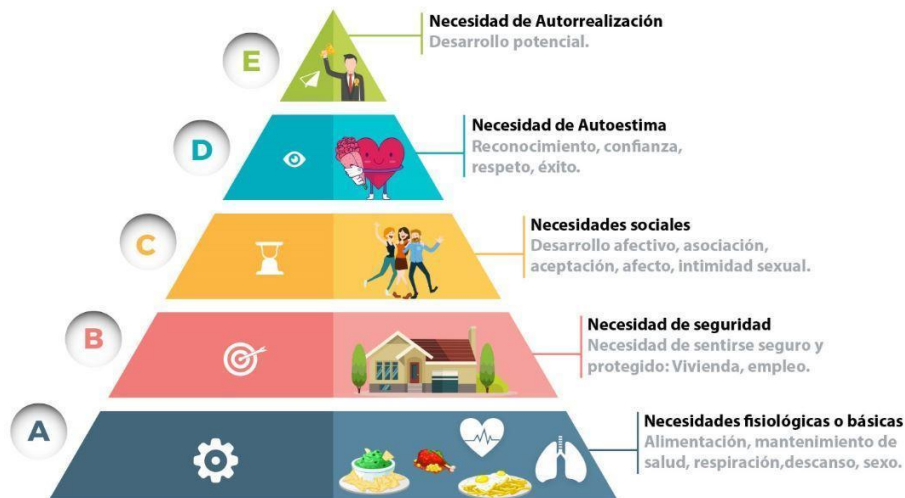 E
Necesidad de Autorrealización
Desarrollo potencial.
D
Necesidad de Autoestima
Reconocimiento, confianza,
respeto, éxito.
C
Necesidades sociales
Desarrollo afectivo, asociación,
aceptación, afecto, intimidad sexual.
B
Necesidad de seguridad
Necesidad de sentirse seguro y
protegido: Vivienda, empleo.
A
Necesidades fisiológicas o básicas
Alimentación, mantenimiento de
salud, respiración,descanso, sexo.